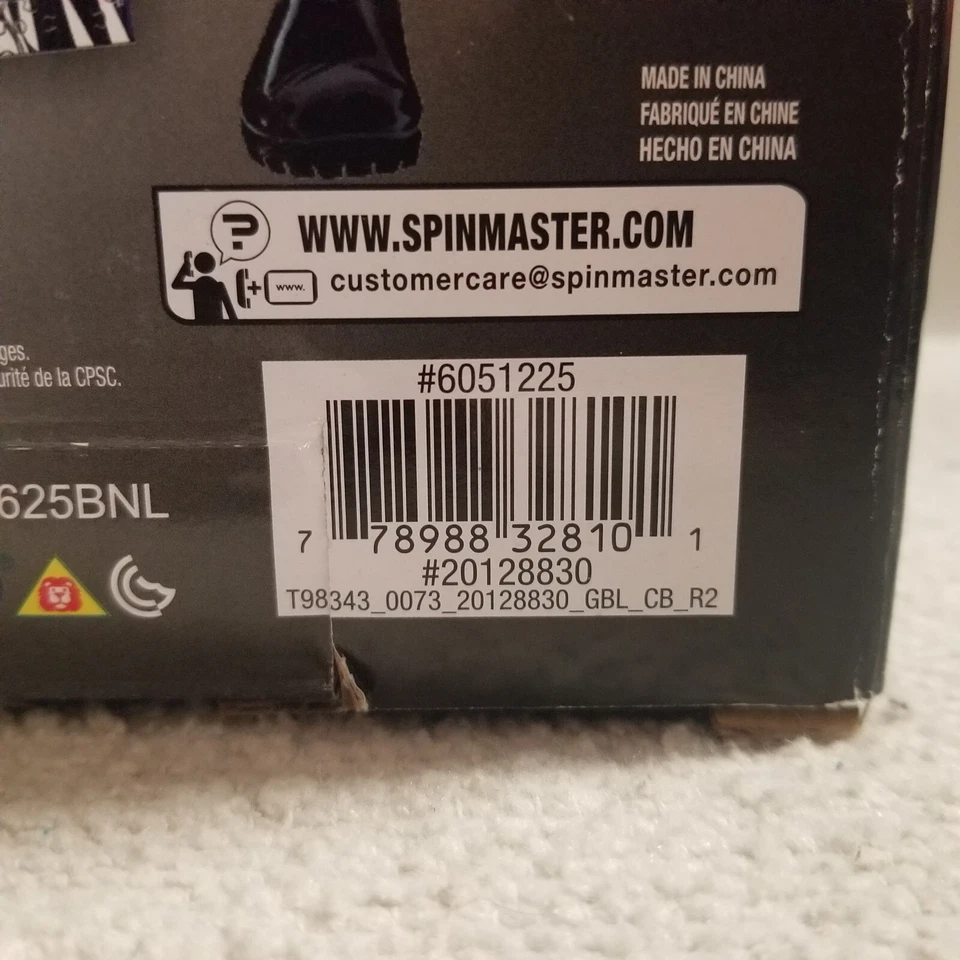 MADE IN CHINA
FABRIQUÉ EN CHINE
HECHO EN CHINA
?
WWW.SPINMASTER.COM
+ www. customercare@spinmaster.com
ges.
urité de la CPSC.
#6051225
625BNL
7 78988 32810 1
#20128830
T98343_0073_20128830_GBL_CB_R2